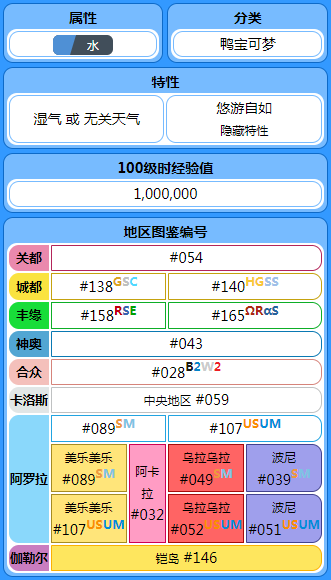 属性 分类
水 鸭宝可梦
特性
湿气 或 无关天气 悠游自如
隐藏特性
100级时经验值
1,000,000
地区图鉴编号
关都 #054
城都 #138GSC #140HGSS
丰缘 #158RSE #165ΩRαS
神奥 #043
合众 #028B2W2
卡洛斯 中央地区 #059
阿罗拉 #089SM #107USUM
美乐美乐 #089SM 阿卡拉 #032 乌拉乌拉 #049SM 波尼 #039SM
美乐美乐 #107USUM 乌拉乌拉 #052USUM 波尼 #051USUM
伽勒尔 铠岛 #146